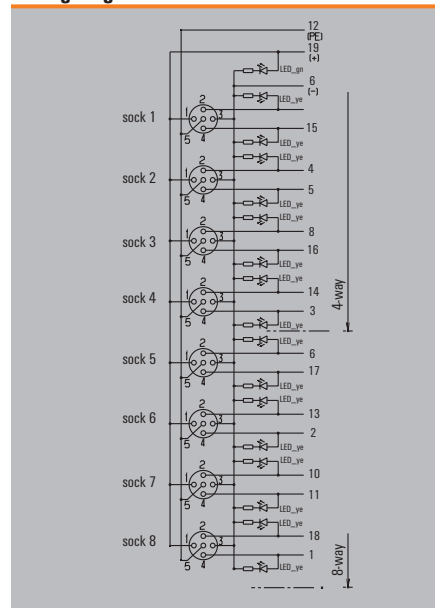 12
(PE)
19
(+)
LED_gn
6
(–)
LED_ye
2
sock 1 1 3
5 4 15
LED_ye
LED_ye
2 4
sock 2 1 3
5 4 5
LED_ye
LED_ye
2 8
sock 3 1 3
5 4 16
LED_ye
LED_ye
2 14
sock 4 1 3
5 4 3
4-way
LED_ye
LED_ye
2 6
sock 5 1 3
5 4 17
LED_ye
LED_ye
2 13
sock 6 1 3
5 4 2
LED_ye
LED_ye
2 10
sock 7 1 3
5 4 11
LED_ye
LED_ye
2 18
sock 8 1 3
5 4 1
LED_ye
8-way